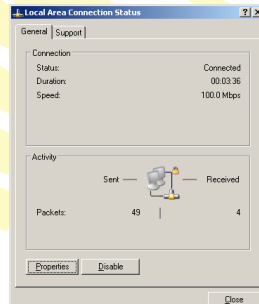 Local Area Connection Status
General Support
Connection
Status: Connected
Duration: 00:03:36
Speed: 100.0 Mbps
Activity
Sent Received
Packets: 49 4
Properties Disable
Close